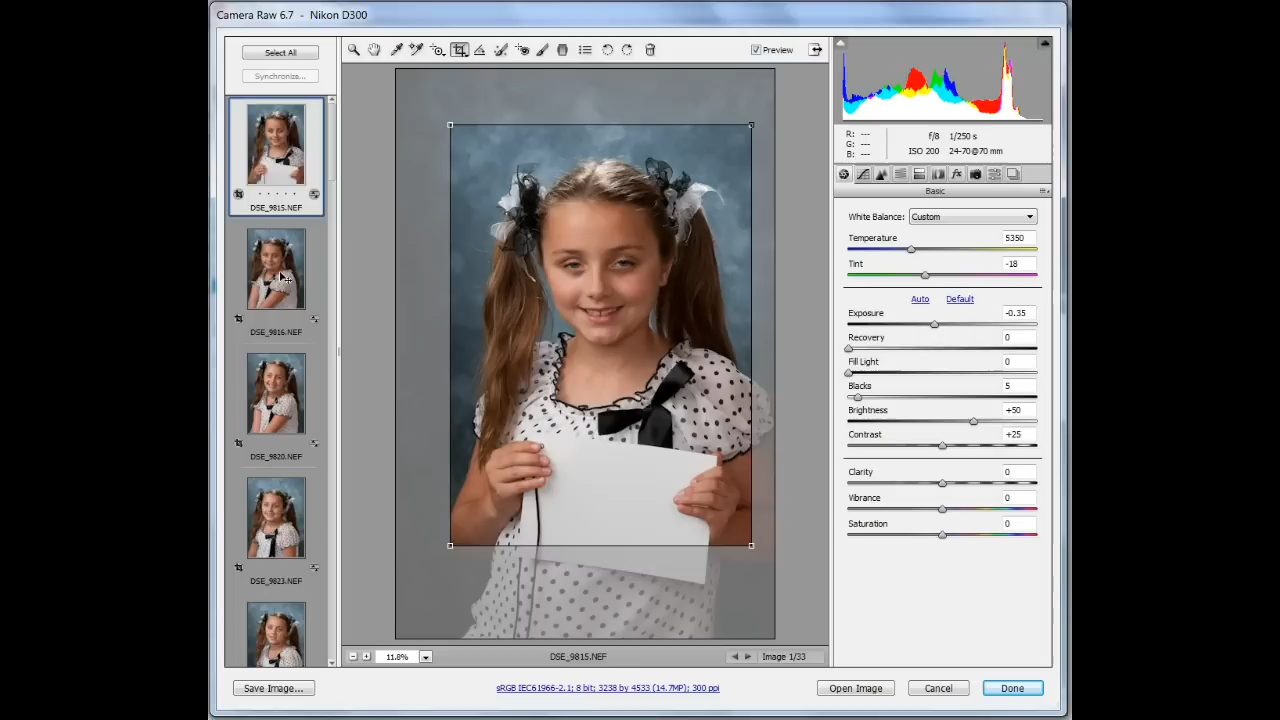 Camera Raw 6.7 - Nikon D300
Select All
Synchronize...
Preview
DSE_9815.NEF
DSE_9816.NEF
DSE_9820.NEF
DSE_9823.NEF
R: ---
G: ---
B: ---
f/8 1/250 s
ISO 200 24-70@70 mm
Basic
White Balance: Custom
Temperature 5350
Tint -18
Auto Default
Exposure -0.35
Recovery 0
Fill Light 0
Blacks 5
Brightness +50
Contrast +25
Clarity 0
Vibrance 0
Saturation 0
11.8% DSE_9815.NEF Image 1/33
Save Image... sRGB IEC61966-2.1; 8 bit; 3238 by 4533 (14.7MP); 300 ppi Open Image Cancel Done